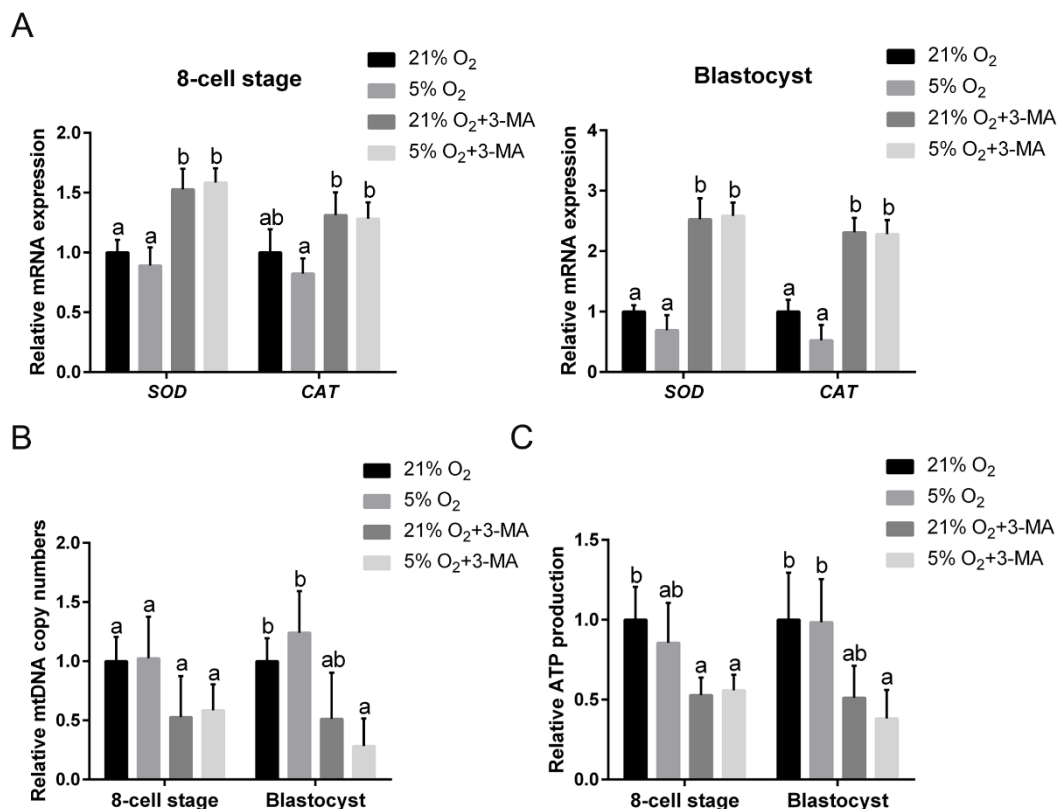 A
8-cell stage
21% O₂
5% O₂
21% O₂+3-MA
5% O₂+3-MA
Relative mRNA expression
2.0
1.5
1.0
0.5
0.0
a
a
b
b
ab
a
b
b
SOD
CAT
Blastocyst
21% O₂
5% O₂
21% O₂+3-MA
5% O₂+3-MA
Relative mRNA expression
4
3
2
1
0
a
a
b
b
a
a
b
b
SOD
CAT
B
21% O₂
5% O₂
21% O₂+3-MA
5% O₂+3-MA
Relative mtDNA copy numbers
2.0
1.5
1.0
0.5
0.0
a
a
a
a
b
b
ab
a
8-cell stage
Blastocyst
C
21% O₂
5% O₂
21% O₂+3-MA
5% O₂+3-MA
Relative ATP production
1.5
1.0
0.5
0.0
b
ab
a
a
b
b
ab
a
8-cell stage
Blastocyst